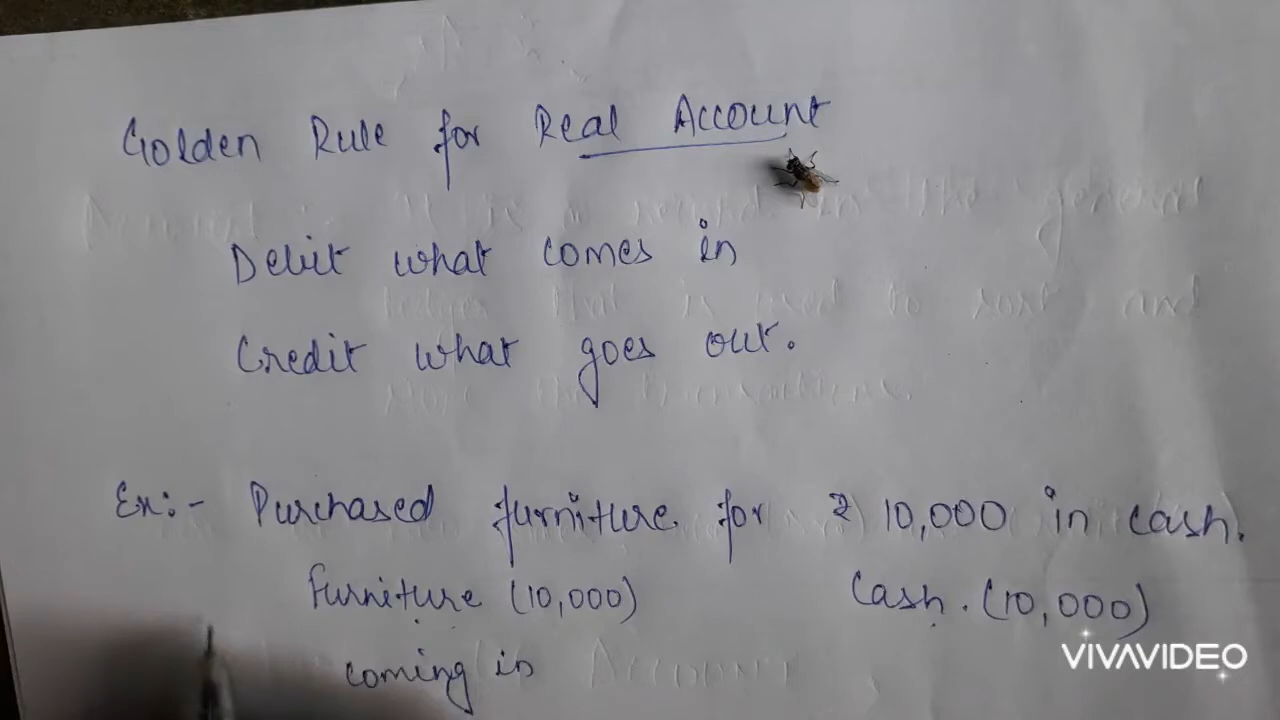 Golden Rule for Real Account
Debit what comes in
Credit what goes out.
Ex:- Purchased furniture for ₹ 10,000 in cash.
Furniture (10,000) Cash. (10,000)
coming in
VIVAVIDEO